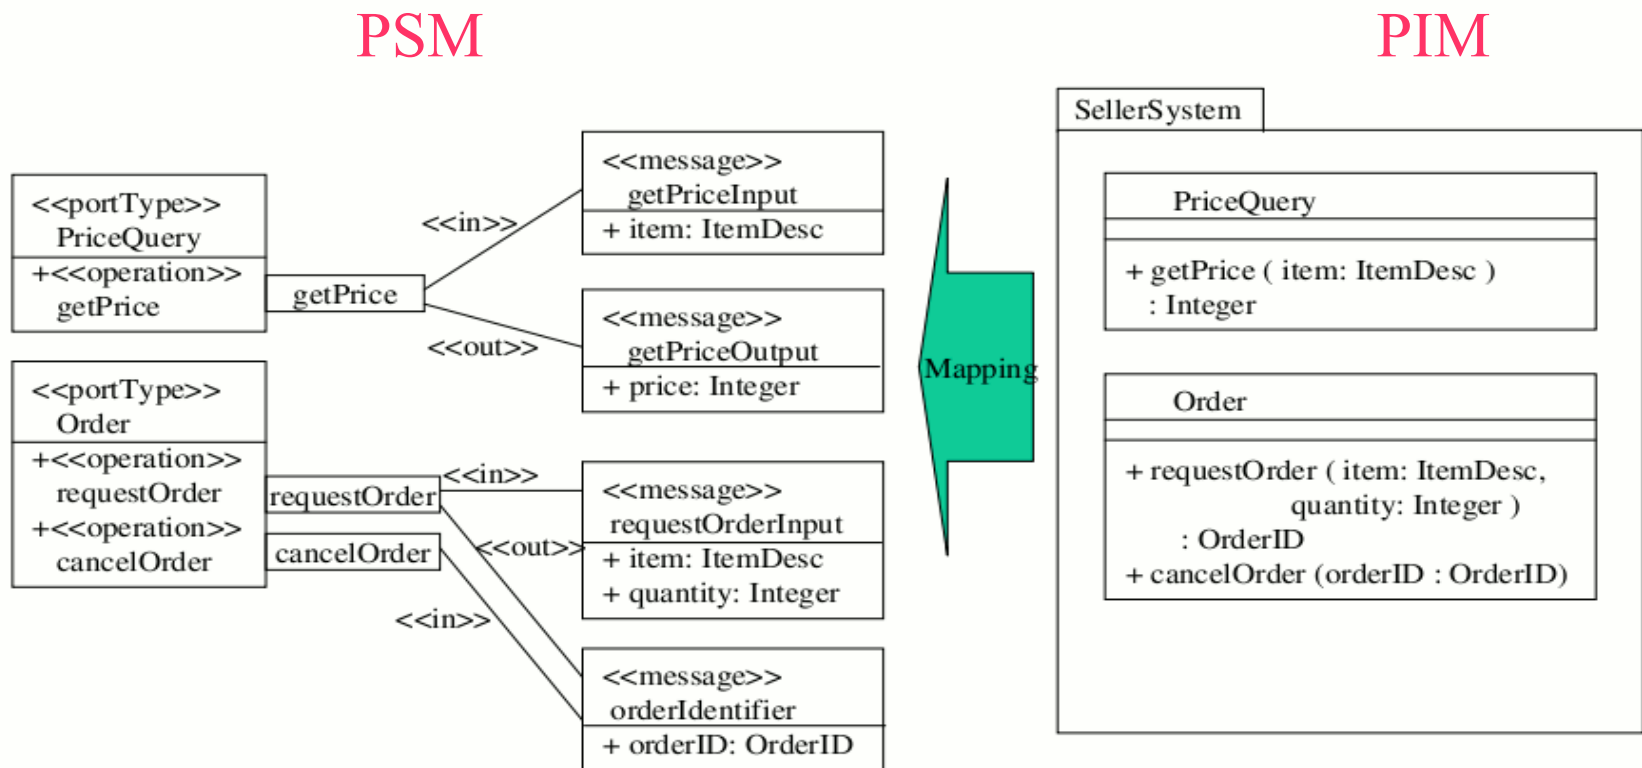 PSM
PIM
<<portType>>
PriceQuery
+<<operation>>
getPrice
getPrice
<<in>>
<<out>>
<<message>>
getPriceInput
+ item: ItemDesc
<<message>>
getPriceOutput
+ price: Integer
<<portType>>
Order
+<<operation>>
requestOrder
+<<operation>>
cancelOrder
requestOrder
cancelOrder
<<in>>
<<out>>
<<in>>
<<message>>
requestOrderInput
+ item: ItemDesc
+ quantity: Integer
<<message>>
orderIdentifier
+ orderID: OrderID
Mapping
SellerSystem
PriceQuery
+ getPrice ( item: ItemDesc )
: Integer
Order
+ requestOrder ( item: ItemDesc,
quantity: Integer )
: OrderID
+ cancelOrder (orderID : OrderID)